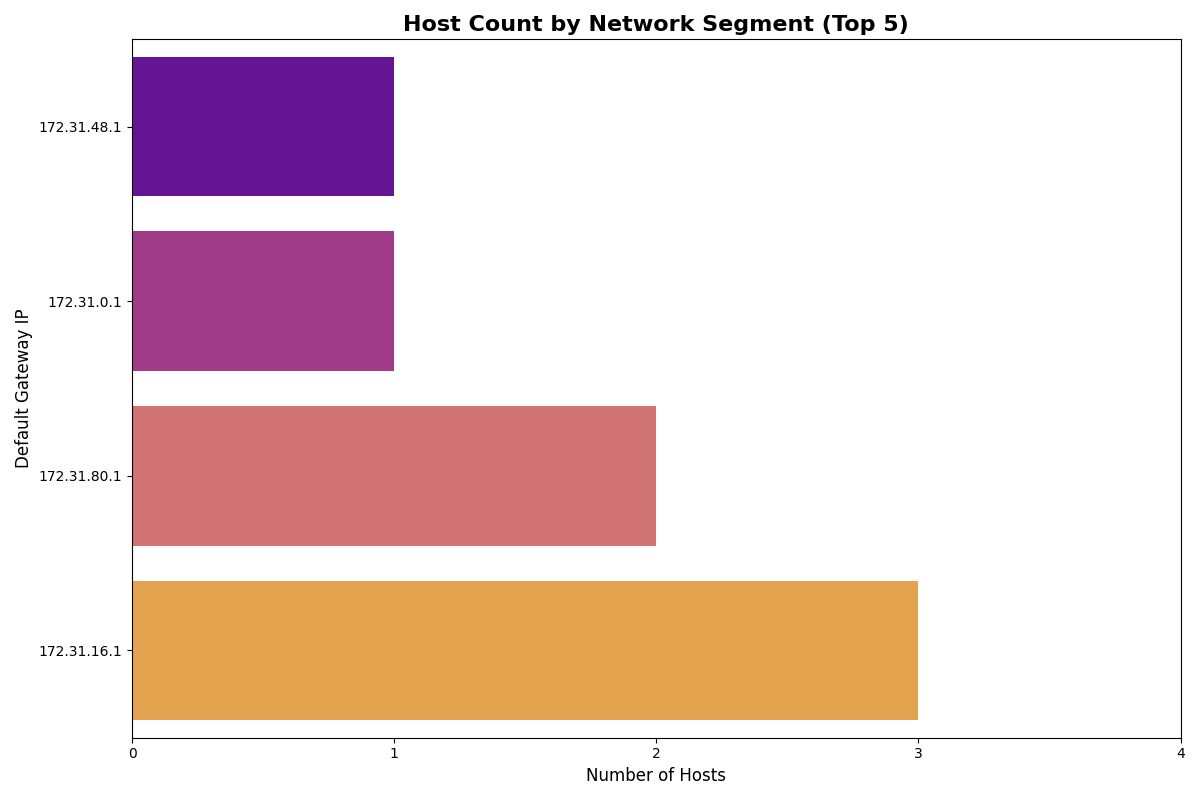 Host Count by Network Segment (Top 5)
Default Gateway IP
172.31.48.1
172.31.0.1
172.31.80.1
172.31.16.1
0 1 2 3 4
Number of Hosts